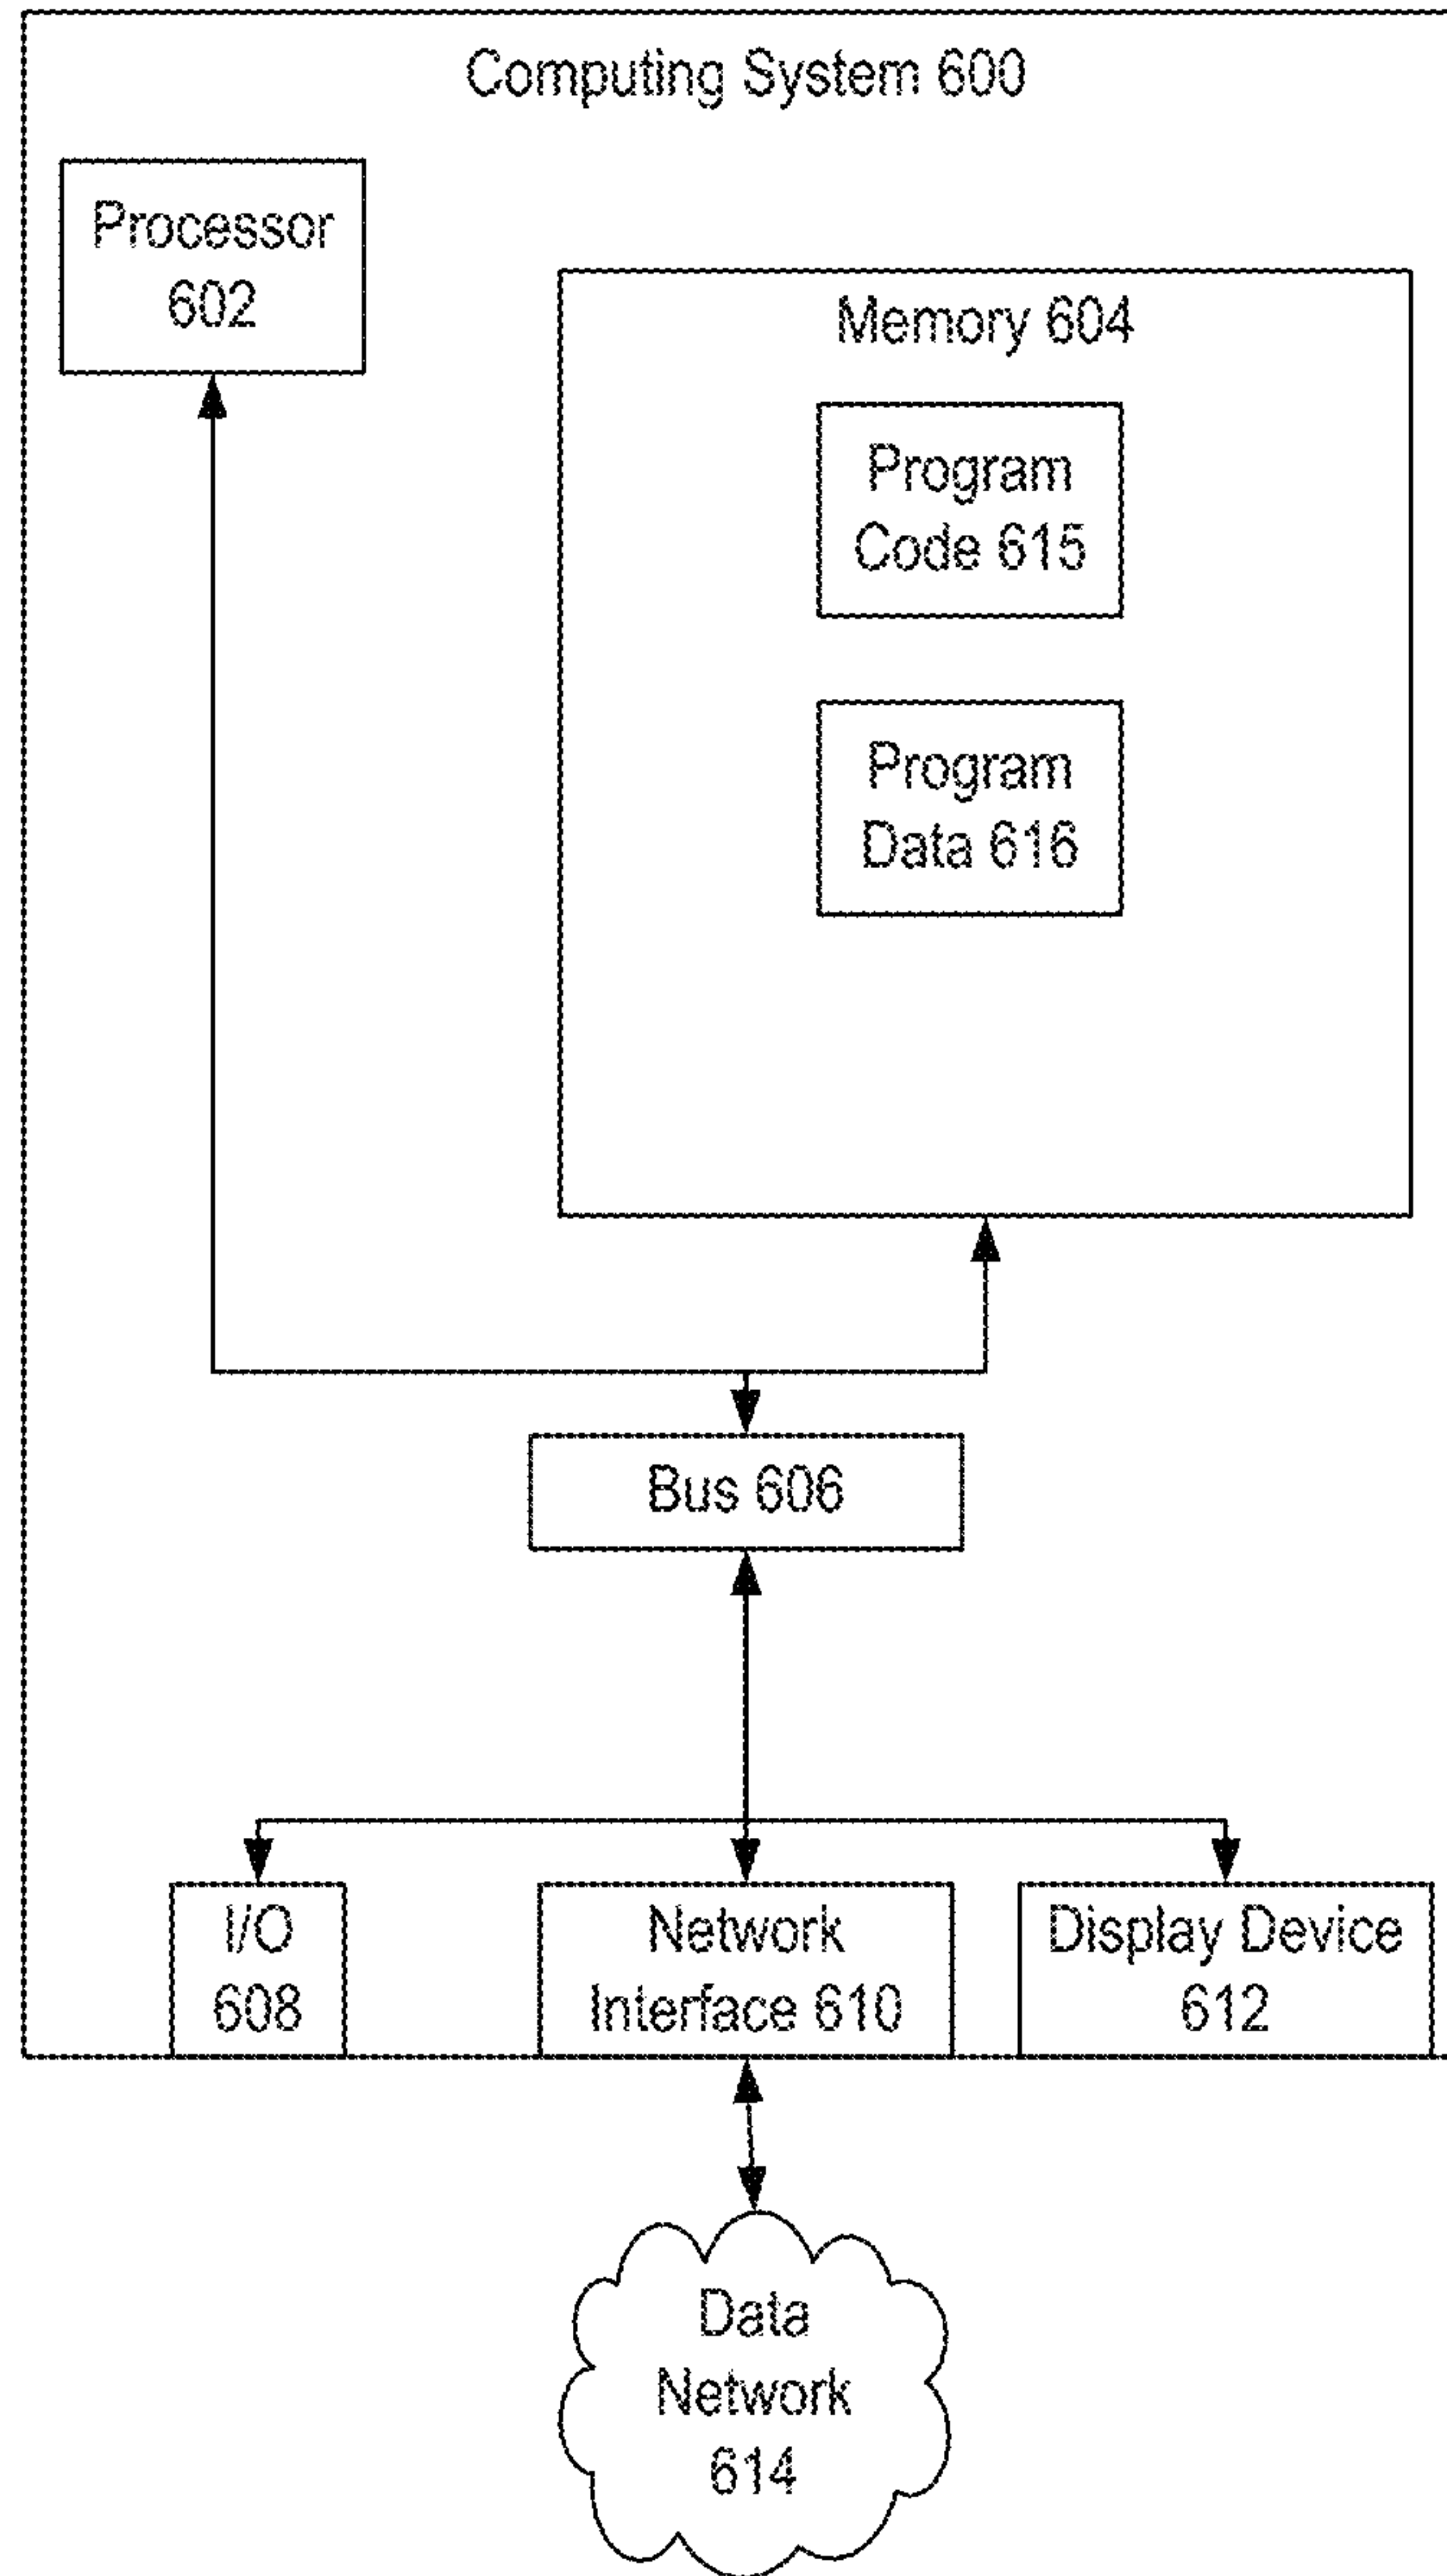 Computing System 600
Processor
602
Memory 604
Program
Code 615
Program
Data 616
Bus 606
I/O
608
Network
Interface 610
Display Device
612
Data
Network
614